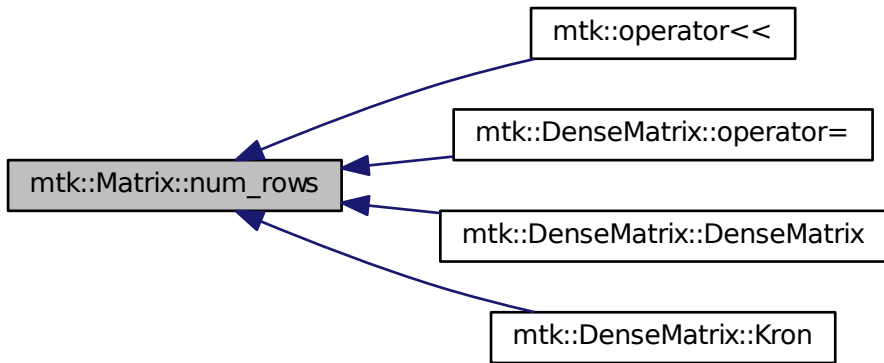 mtk::operator<<
mtk::DenseMatrix::operator=
mtk::Matrix::num_rows
mtk::DenseMatrix::DenseMatrix
mtk::DenseMatrix::Kron